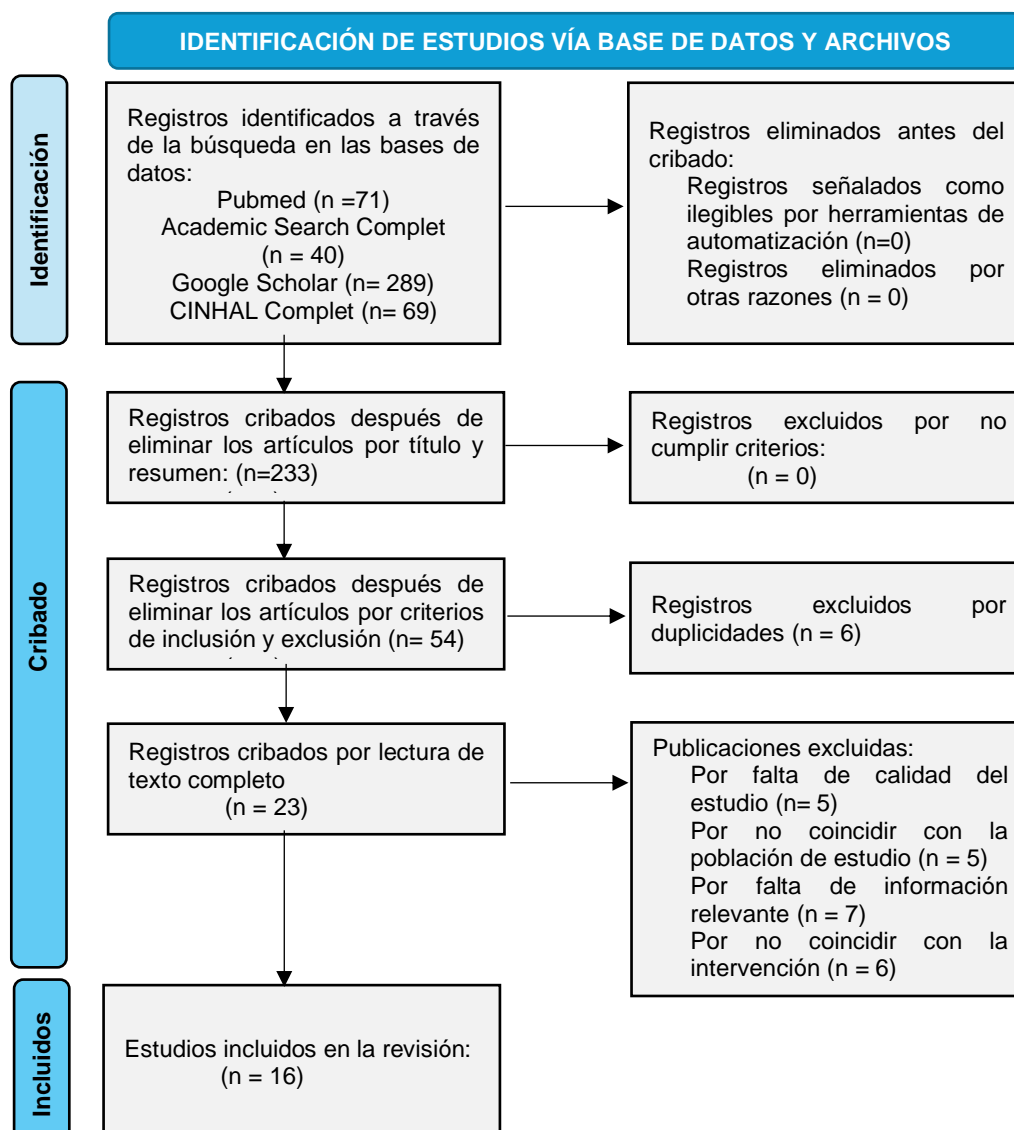 IDENTIFICACIÓN DE ESTUDIOS VÍA BASE DE DATOS Y ARCHIVOS
Identificación
Registros identificados a través
de la búsqueda en las bases de
datos:
Pubmed (n =71)
Academic Search Complet
(n = 40)
Google Scholar (n= 289)
CINHAL Complet (n= 69)
Registros eliminados antes del
cribado:
Registros señalados como
ilegibles por herramientas de
automatización (n=0)
Registros eliminados por
otras razones (n = 0)
Cribado
Registros cribados después de
eliminar los artículos por título y
resumen: (n=233)
Registros excluidos por no
cumplir criterios:
(n = 0)
Registros cribados después de
eliminar los artículos por criterios
de inclusión y exclusión (n= 54)
Registros excluidos por
duplicidades (n = 6)
Registros cribados por lectura de
texto completo
(n = 23)
Publicaciones excluidas:
Por falta de calidad del
estudio (n= 5)
Por no coincidir con la
población de estudio (n = 5)
Por falta de información
relevante (n = 7)
Por no coincidir con la
intervención (n = 6)
Incluidos
Estudios incluidos en la revisión:
(n = 16)